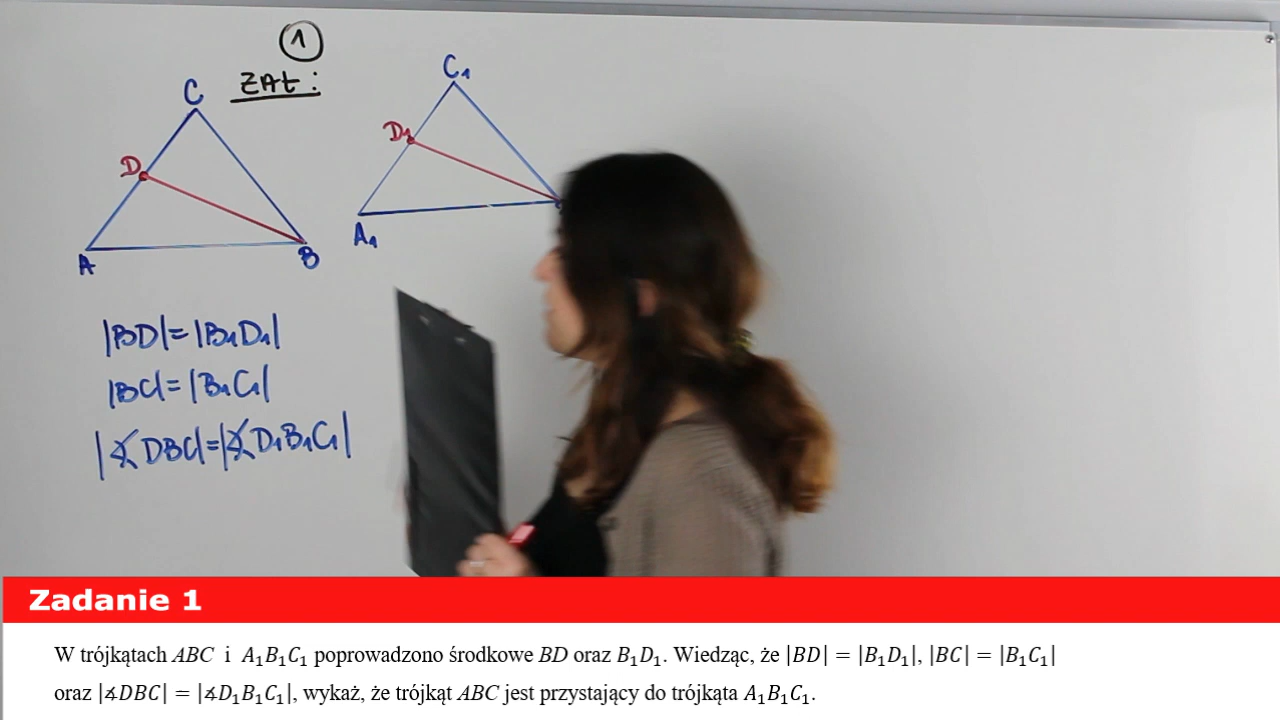 1
ZAŁ:
C
D
A
B
C₁
D₁
A₁
|BD|=|B₁D₁|
|BC|=|B₁C₁|
|∡DBC|=|∡D₁B₁C₁|
Zadanie 1
W trójkątach ABC i A₁B₁C₁ poprowadzono środkowe BD oraz B₁D₁. Wiedząc, że |BD| = |B₁D₁|, |BC| = |B₁C₁|
oraz |∡DBC| = |∡D₁B₁C₁|, wykaż, że trójkąt ABC jest przystający do trójkąta A₁B₁C₁.